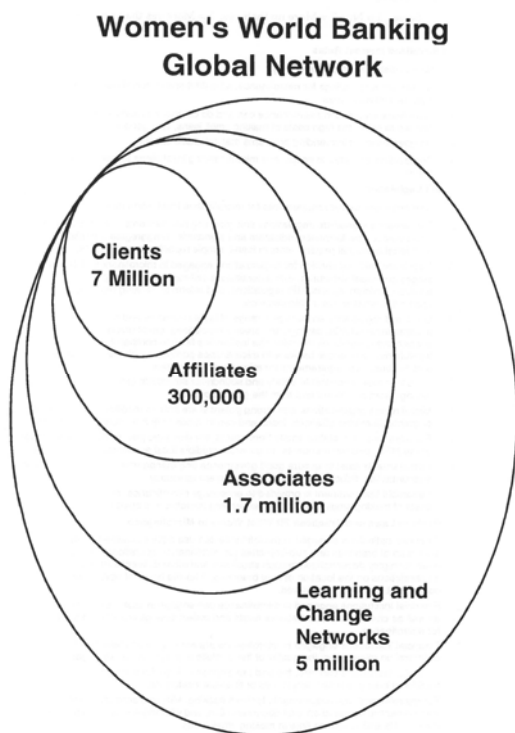 Women's World Banking
Global Network
Clients
7 Million
Affiliates
300,000
Associates
1.7 million
Learning and
Change
Networks
5 million